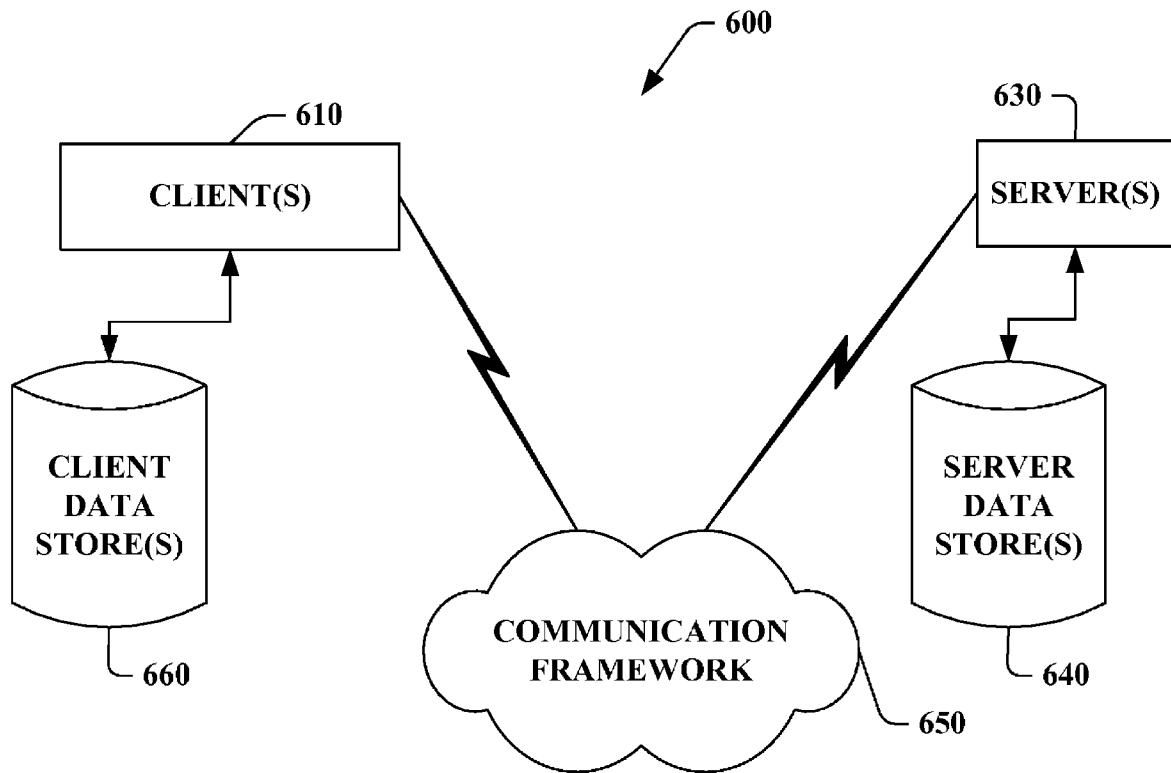 600
610
630
CLIENT(S)
SERVER(S)
CLIENT
DATA
STORE(S)
SERVER
DATA
STORE(S)
COMMUNICATION
FRAMEWORK
660
640
650